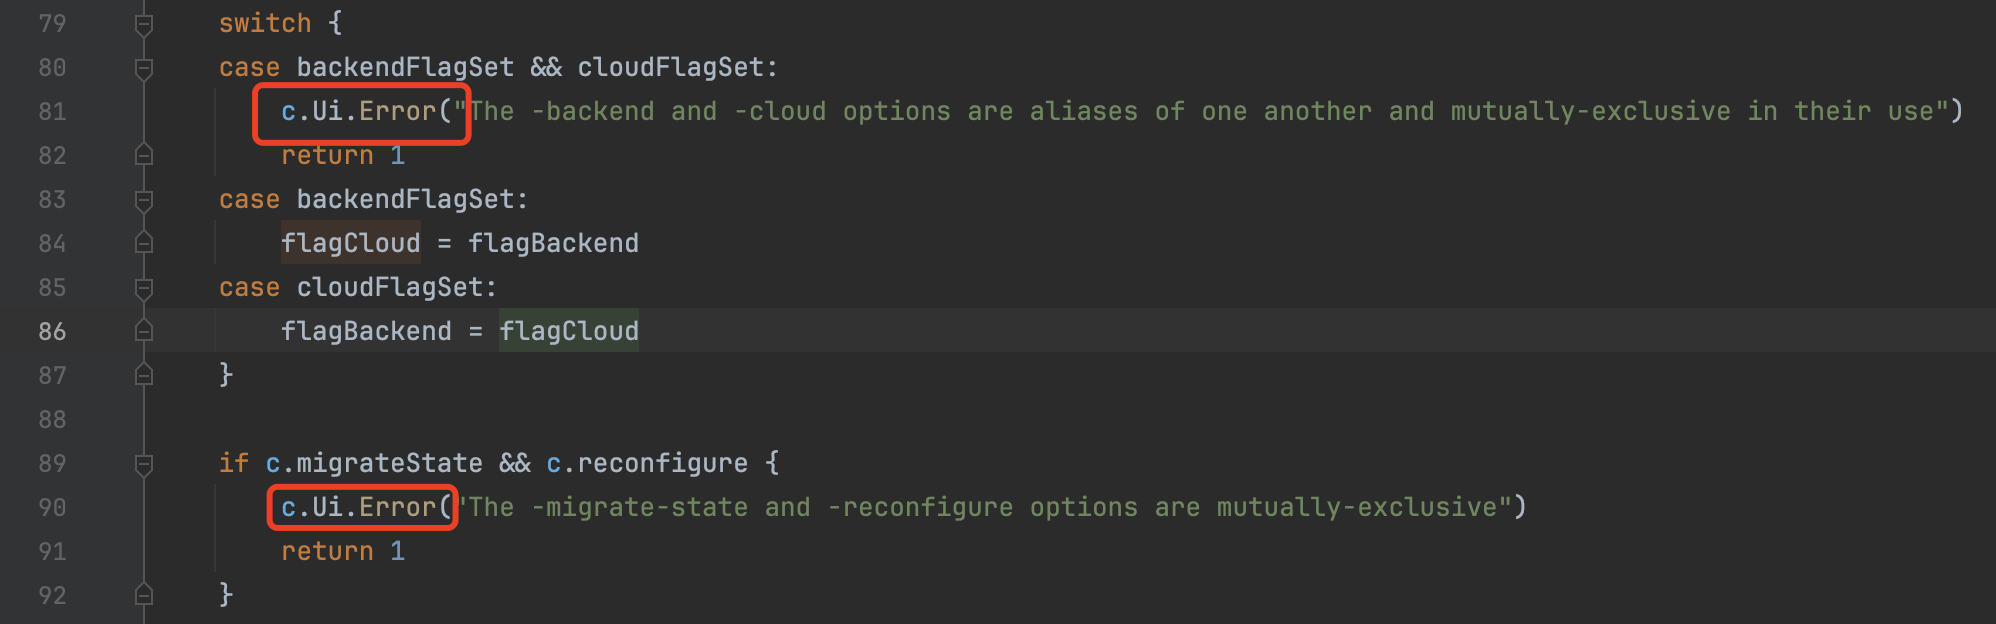 79 switch {
80 case backendFlagSet && cloudFlagSet:
81 c.Ui.Error("The -backend and -cloud options are aliases of one another and mutually-exclusive in their use")
82 return 1
83 case backendFlagSet:
84 flagCloud = flagBackend
85 case cloudFlagSet:
86 flagBackend = flagCloud
87 }
88
89 if c.migrateState && c.reconfigure {
90 c.Ui.Error("The -migrate-state and -reconfigure options are mutually-exclusive")
91 return 1
92 }